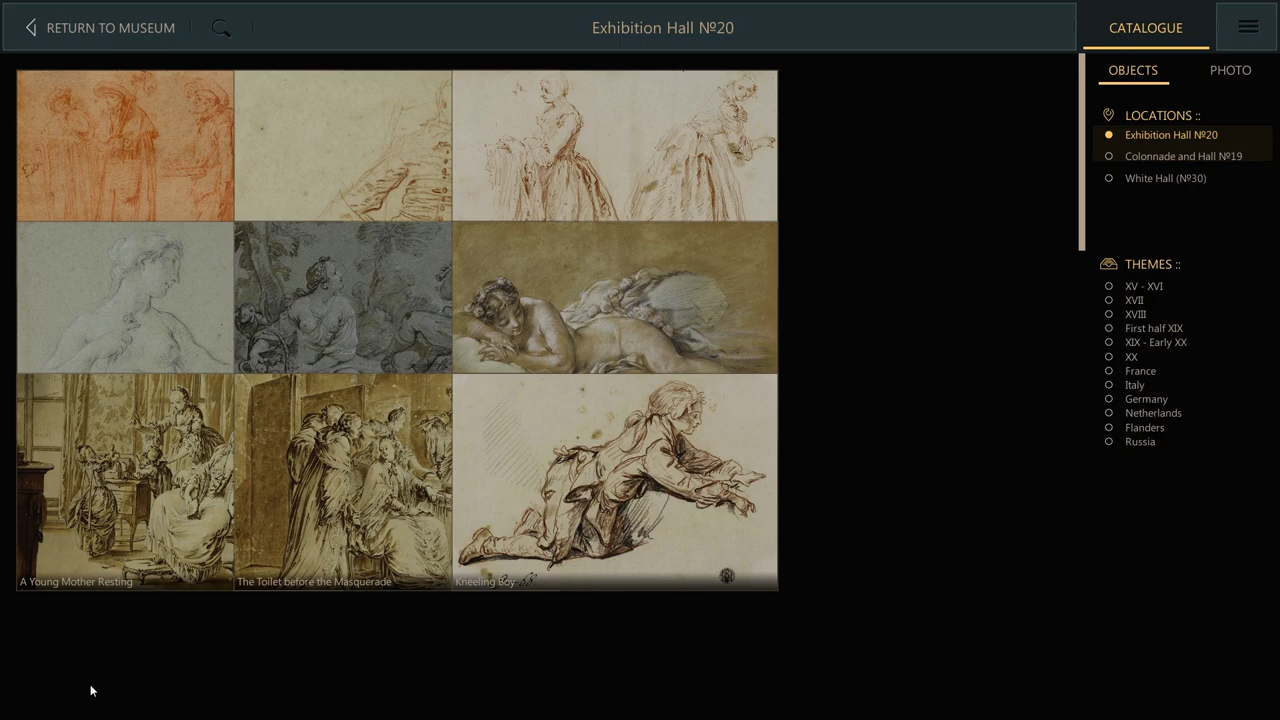 RETURN TO MUSEUM
Exhibition Hall №20
CATALOGUE
OBJECTS
PHOTO
LOCATIONS ::
Exhibition Hall №20
Colonnade and Hall №19
White Hall (№30)
THEMES ::
XV - XVI
XVII
XVIII
First half XIX
XIX - Early XX
XX
France
Italy
Germany
Netherlands
Flanders
Russia
A Young Mother Resting
The Toilet before the Masquerade
Kneeling Boy